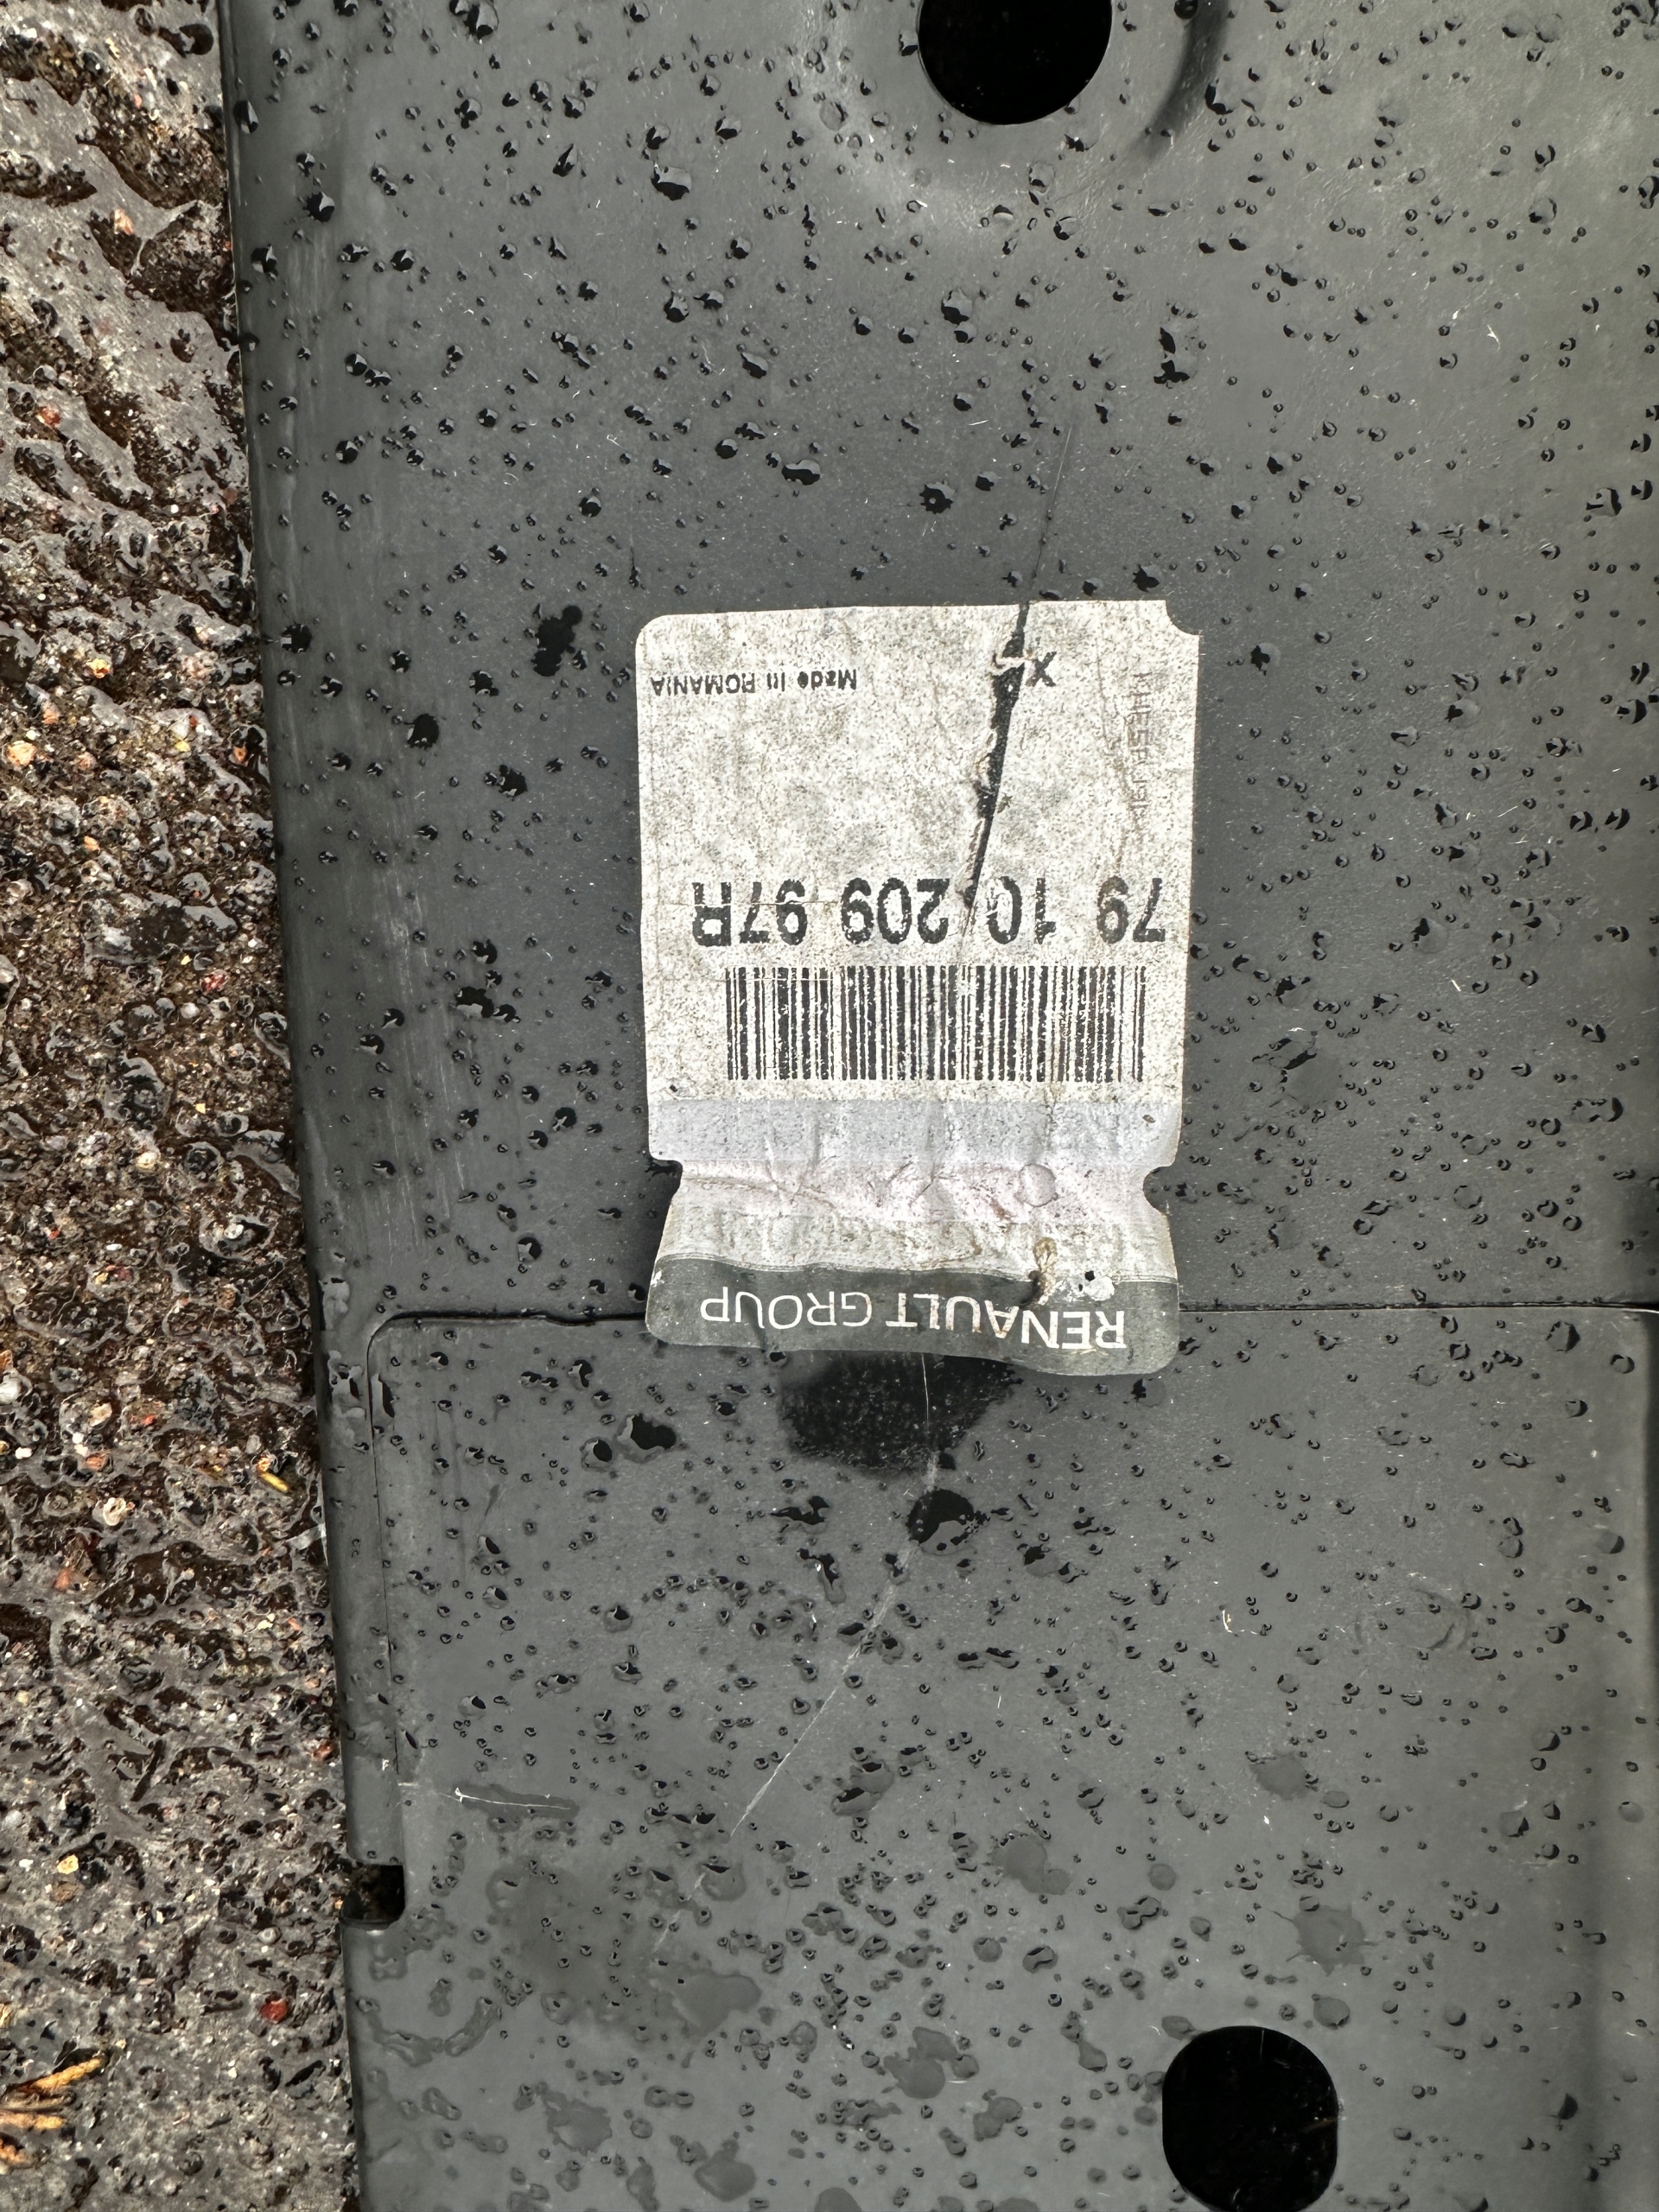 RENAULT GROUP
79 10 209 97R
X
Made in ROMANIA